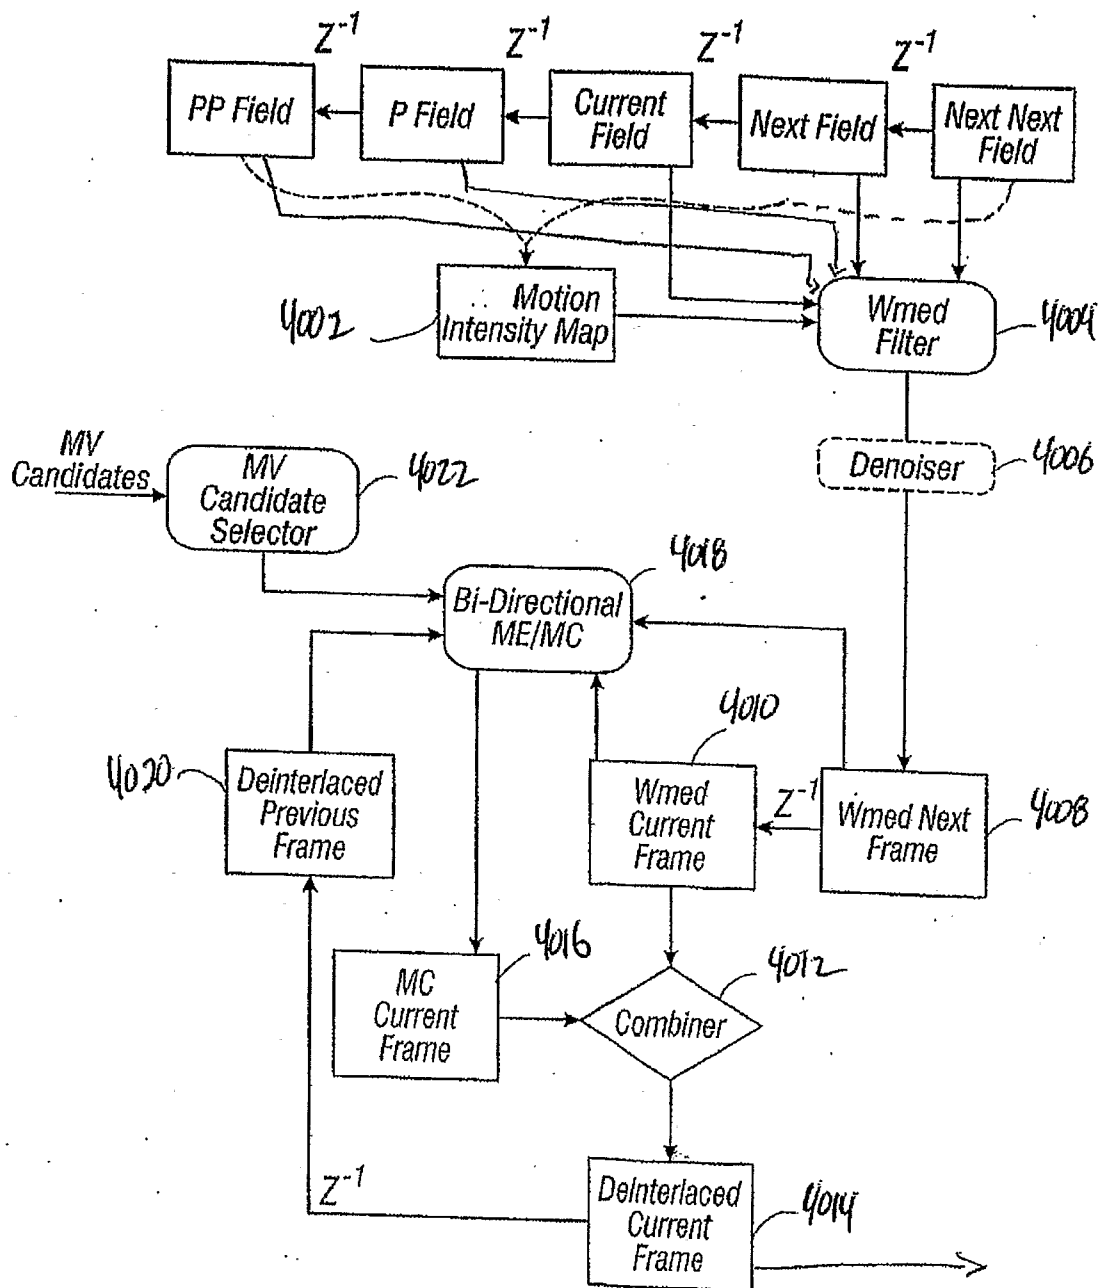 Z⁻¹
Z⁻¹
Z⁻¹
Z⁻¹
PP Field
P Field
Current
Field
Next Field
Next Next
Field
Motion
Intensity Map
4002
Wmed
Filter
4004
Denoiser
4006
MV
Candidates
MV
Candidate
Selector
4022
Bi-Directional
ME/MC
4018
4020
Deinterlaced
Previous
Frame
4010
Wmed
Current
Frame
Z⁻¹
Wmed Next
Frame
4008
4016
MC
Current
Frame
4012
Combiner
Z⁻¹
Deinterlaced
Current
Frame
4014